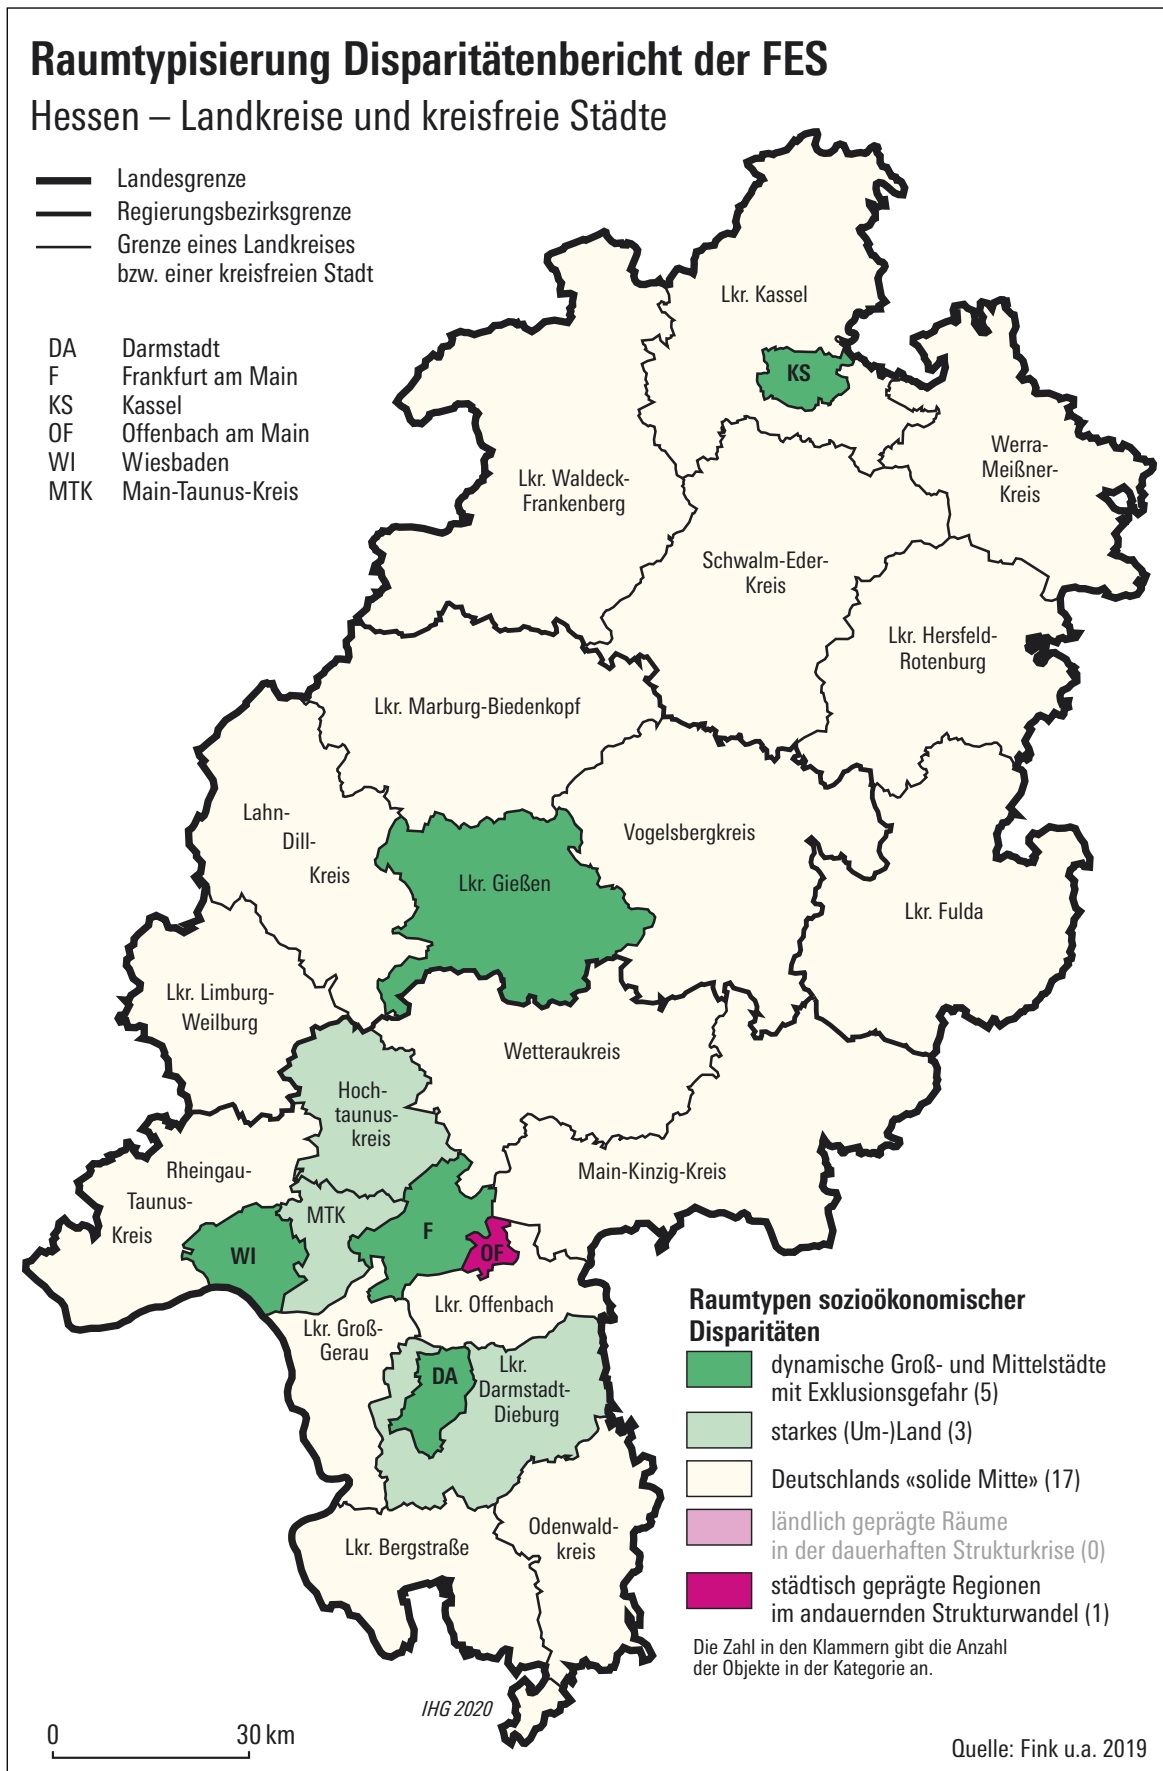 Raumtypisierung Disparitätenbericht der FES
Hessen – Landkreise und kreisfreie Städte
Landesgrenze
Regierungsbezirksgrenze
Grenze eines Landkreises
bzw. einer kreisfreien Stadt
DA Darmstadt
F Frankfurt am Main
KS Kassel
OF Offenbach am Main
WI Wiesbaden
MTK Main-Taunus-Kreis
Lkr. Kassel
KS
Werra-
Meißner-
Kreis
Lkr. Waldeck-
Frankenberg
Schwalm-Eder-
Kreis
Lkr. Hersfeld-
Rotenburg
Lkr. Marburg-Biedenkopf
Lahn-
Dill-
Kreis
Vogelsbergkreis
Lkr. Gießen
Lkr. Fulda
Lkr. Limburg-
Weilburg
Wetteraukreis
Hoch-
taunus-
kreis
Rheingau-
Taunus-
Kreis
Main-Kinzig-Kreis
MTK
F
WI
OF
Lkr. Offenbach
Lkr. Groß-
Gerau
DA
Lkr.
Darmstadt-
Dieburg
Odenwald-
kreis
Lkr. Bergstraße
Raumtypen sozioökonomischer
Disparitäten
dynamische Groß- und Mittelstädte
mit Exklusionsgefahr (5)
starkes (Um-)Land (3)
Deutschlands «solide Mitte» (17)
ländlich geprägte Räume
in der dauerhaften Strukturkrise (0)
städtisch geprägte Regionen
im andauernden Strukturwandel (1)
Die Zahl in den Klammern gibt die Anzahl
der Objekte in der Kategorie an.
IHG 2020
0 30 km
Quelle: Fink u.a. 2019